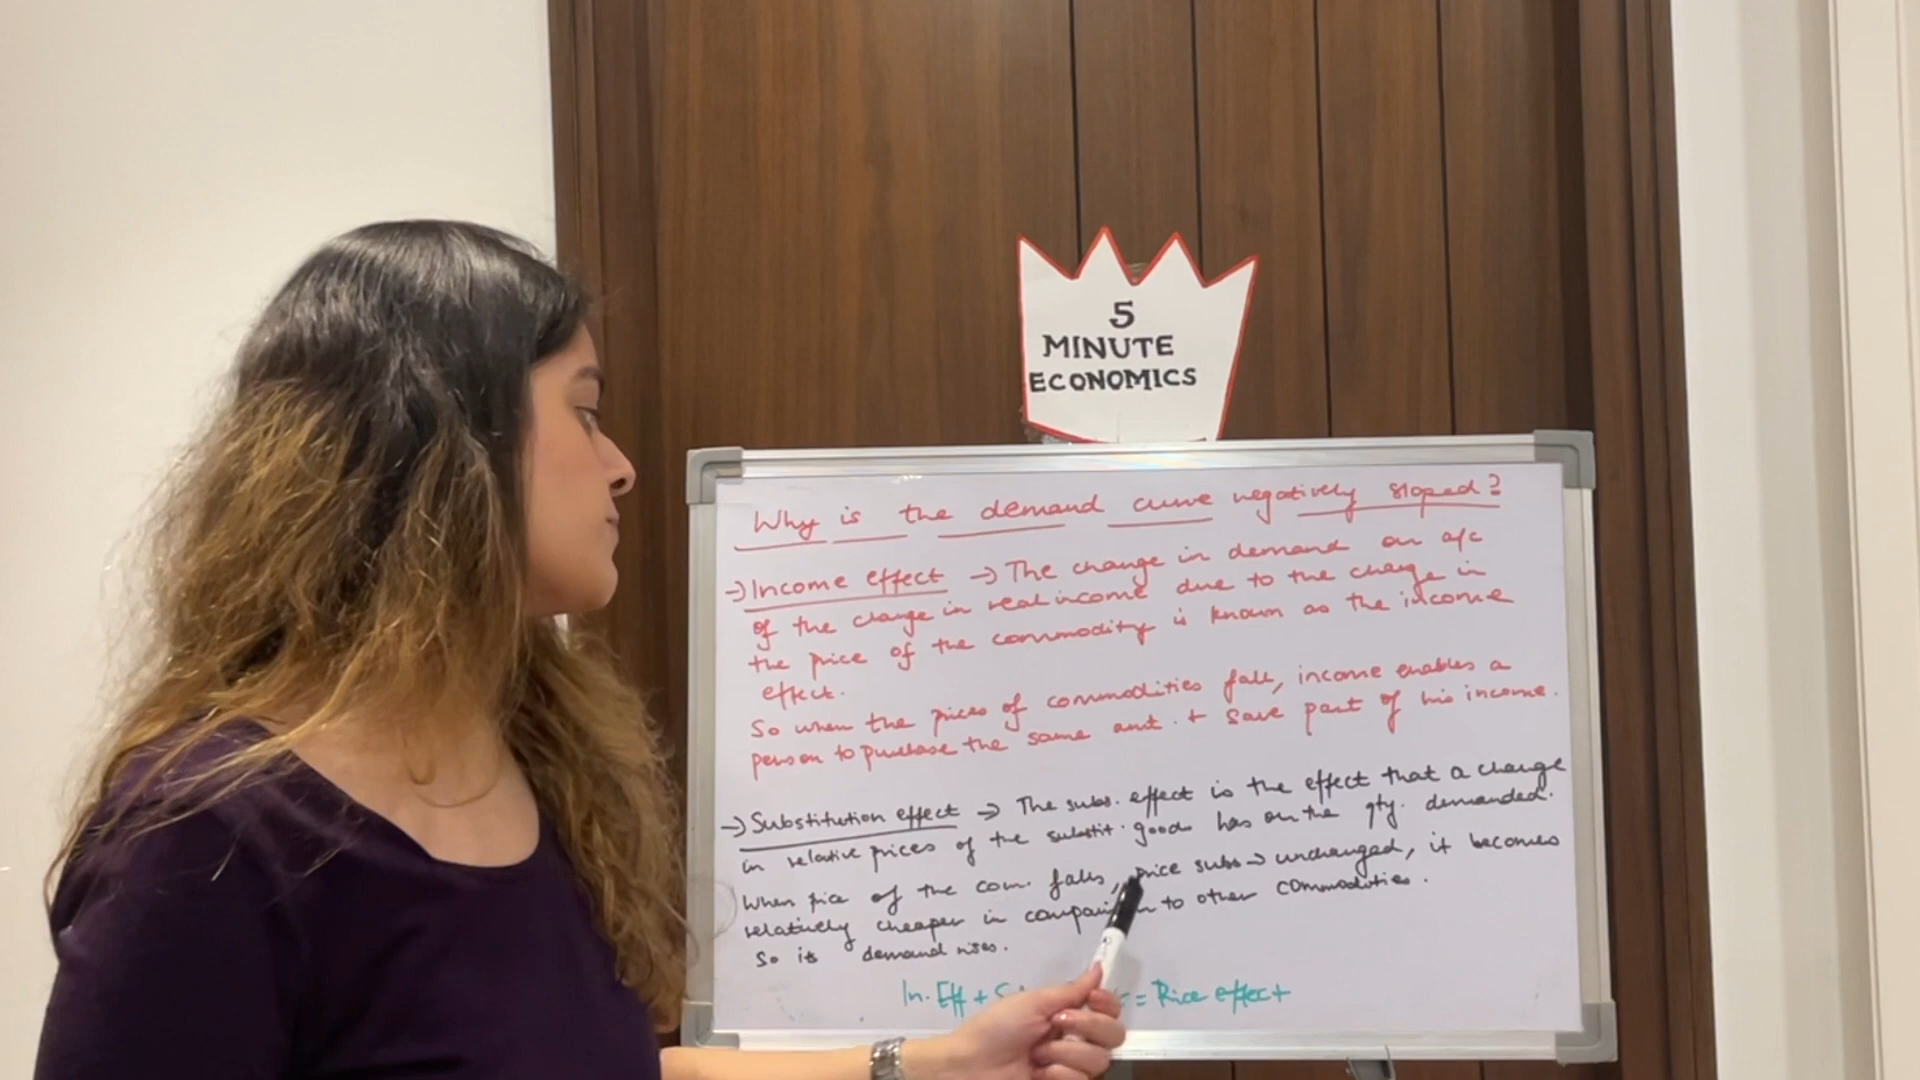 5
MINUTE
ECONOMICS
Why is the demand curve negatively sloped?
→ Income effect → The change in demand on a/c
of the change in real income due to the change in
the price of the commodity is known as the income
effect.
So when the prices of commodities fall, income enables a
person to purchase the same amt. + save part of his income.
→ Substitution effect → The subs. effect is the effect that a change
in relative prices of the substit. goods has on the qty. demanded.
When price of the com. falls, price subs → unchanged, it becomes
relatively cheaper in to other commodities.
So its demand rises.
In. Eff + = Price effect